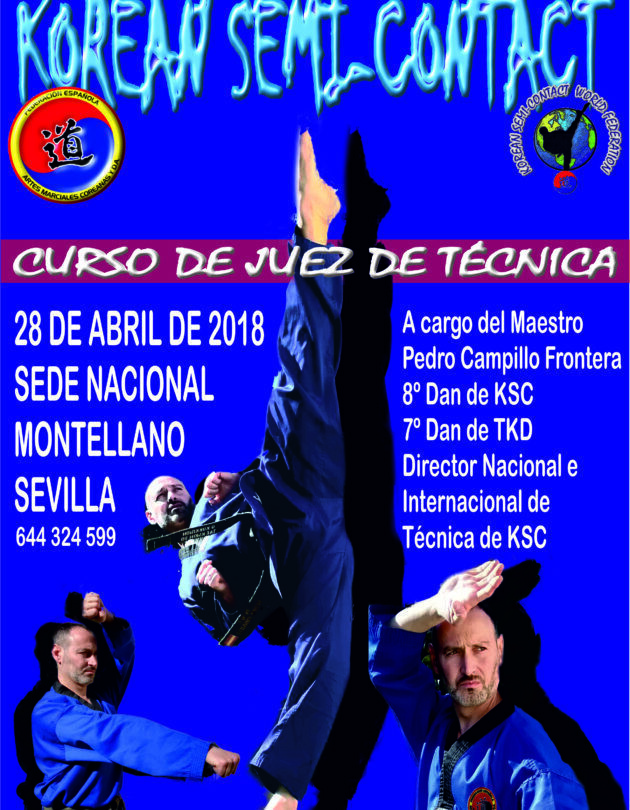 KOREAN SEMI-CONTACT
FEDERACIÓN ESPAÑOLA
道
ARTES MARCIALES COREANAS Y D.A.
KOREAN SEMI-CONTACT WORLD FEDERATION
CURSO DE JUEZ DE TÉCNICA
28 DE ABRIL DE 2018
SEDE NACIONAL
MONTELLANO
SEVILLA
644 324 599
A cargo del Maestro
Pedro Campillo Frontera
8º Dan de KSC
7º Dan de TKD
Director Nacional e
Internacional de
Técnica de KSC